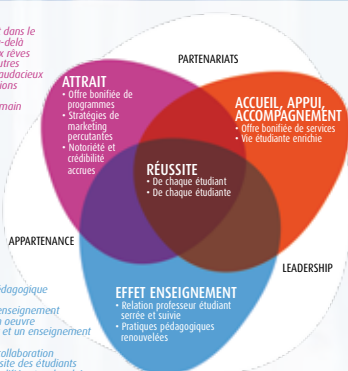 t dans le
-delà
x rêves
utres
audacieux
ions
main
PARTENARIATS
ATTRAIT
• Offre bonifiée de
programmes
• Stratégies de
marketing
percutantes
• Notoriété et
crédibilité
accrues
ACCUEIL, APPUI,
ACCOMPAGNEMENT
• Offre bonifiée de services
• Vie étudiante enrichie
RÉUSSITE
• De chaque étudiant
• De chaque étudiante
APPARTENANCE
LEADERSHIP
EFFET ENSEIGNEMENT
• Relation professeur étudiant
serrée et suivie
• Pratiques pédagogiques
renouvelées
édagogique
enseignement
n oeuvre
et un enseignement
collaboration
site des étudiants